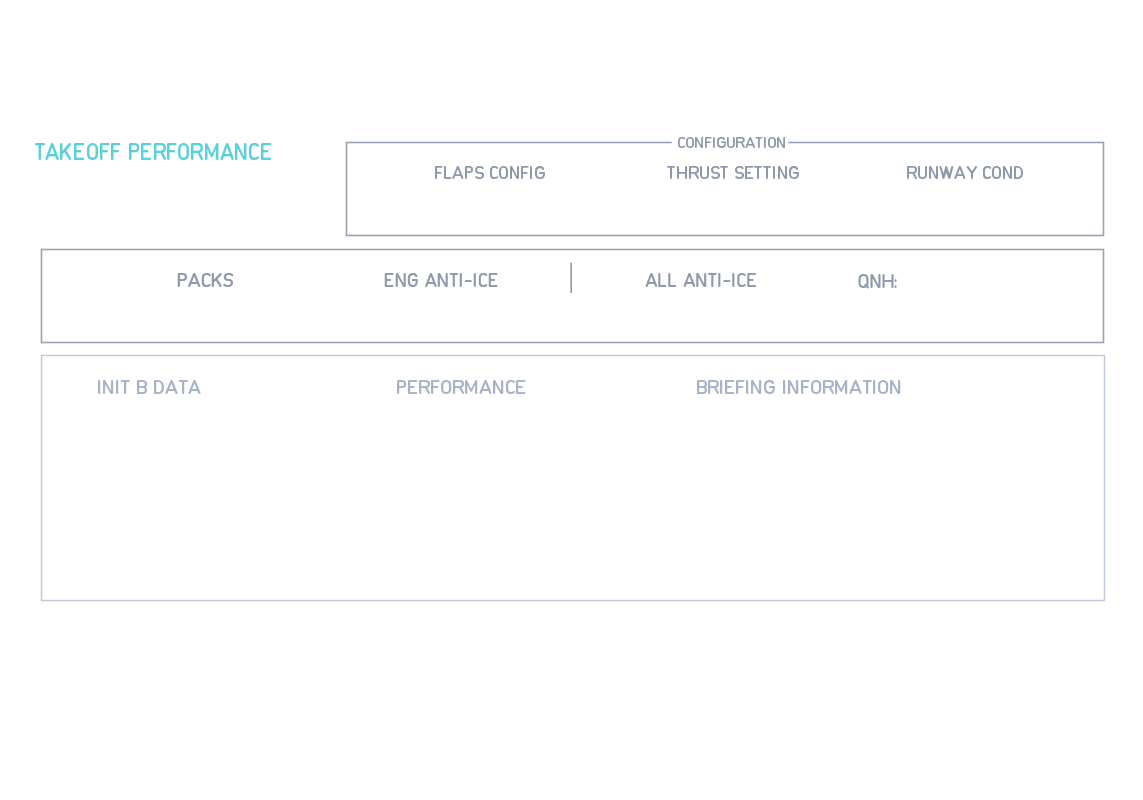 TAKEOFF PERFORMANCE
CONFIGURATION
FLAPS CONFIG THRUST SETTING RUNWAY COND
PACKS ENG ANTI-ICE ALL ANTI-ICE QNH:
INIT B DATA PERFORMANCE BRIEFING INFORMATION